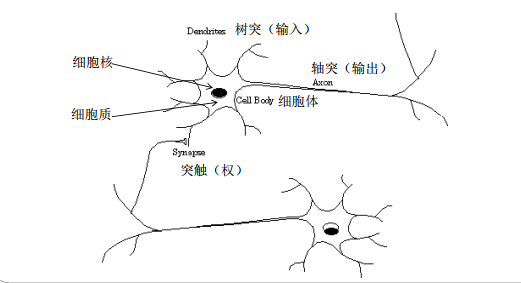 Dendrites 树突（输入）
细胞核
轴突（输出）
Axon
细胞质
Cell Body 细胞体
Synapse
突触（权）